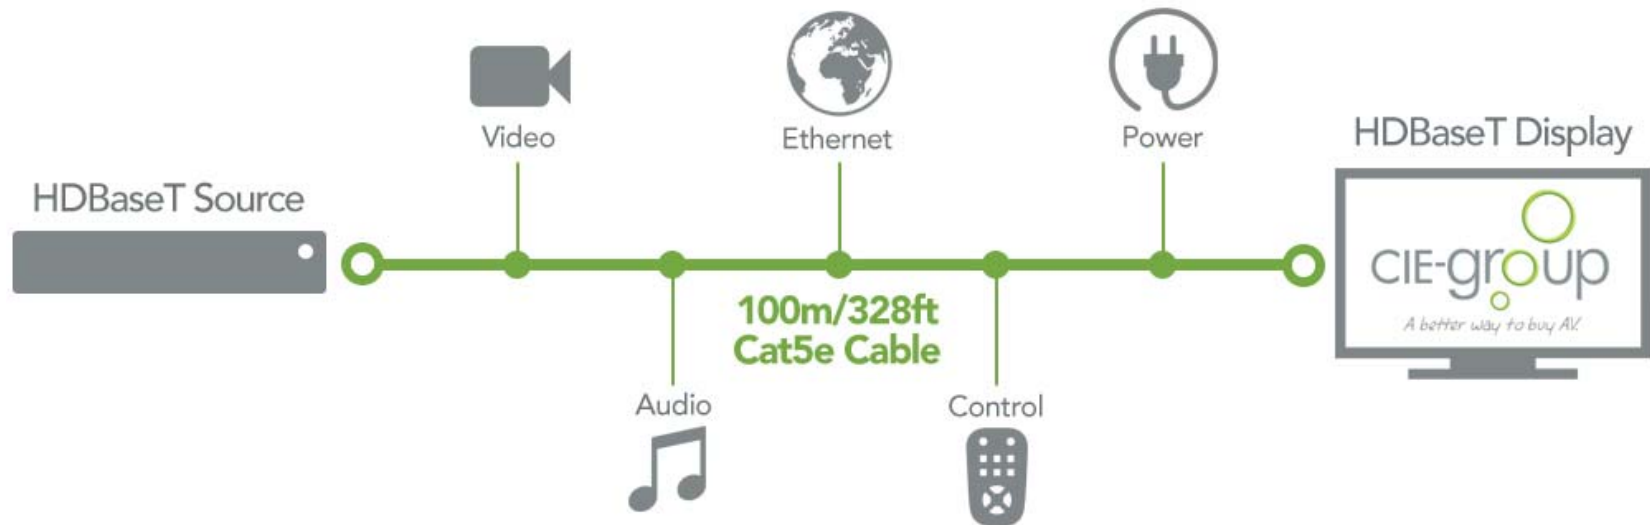 Video
Ethernet
Power
HDBaseT Display
HDBaseT Source
CIE-group
A better way to buy AV.
100m/328ft
Cat5e Cable
Audio
Control